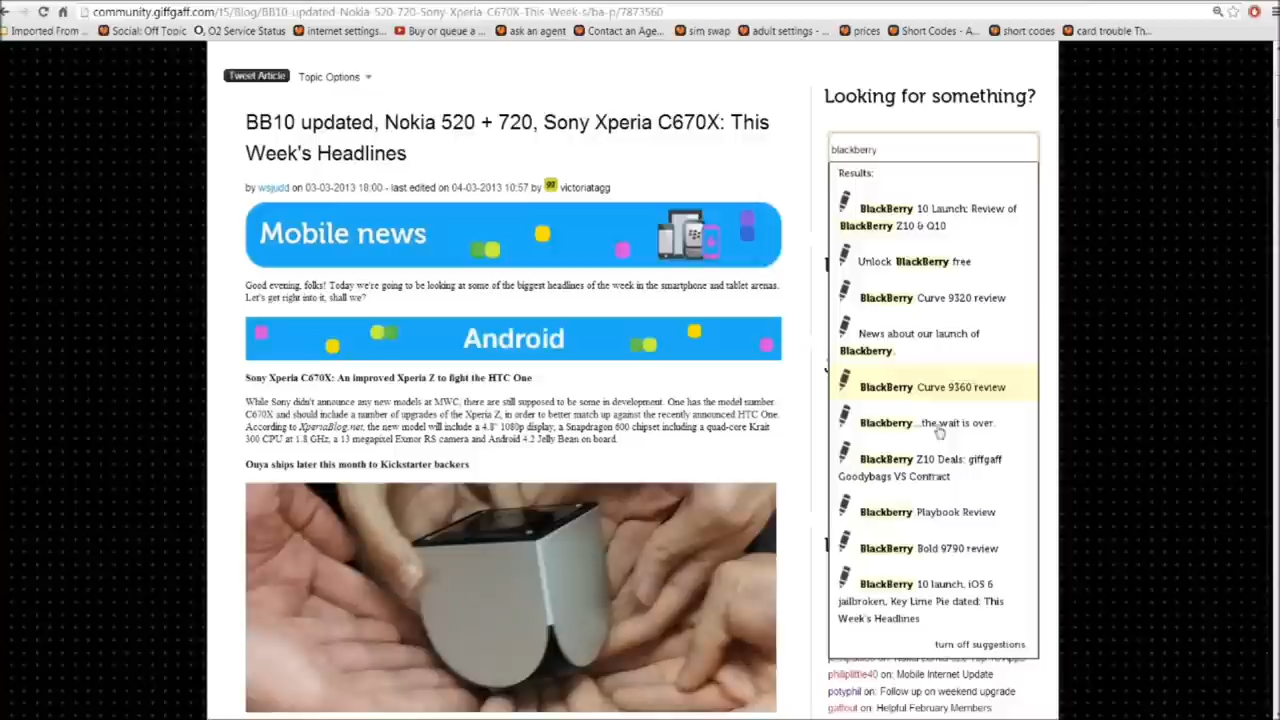 community.giffgaff.com/t5/Blog/BB10-updated-Nokia-520-720-Sony-Xperia-C670X-This-Week-s/ba-p/7873560
Imported From ...
Social: Off Topic
O2 Service Status
internet settings...
Buy or queue a ...
ask an agent
Contact an Age...
sim swap
adult settings - ...
prices
Short Codes - A...
short codes
card trouble Th...
Tweet Article
Topic Options
BB10 updated, Nokia 520 + 720, Sony Xperia C670X: This
Week's Headlines
by wsjudd on 03-03-2013 18:00 - last edited on 04-03-2013 10:57 by victoriatagg
Mobile news
Good evening, folks! Today we're going to be looking at some of the biggest headlines of the week in the smartphone and tablet arenas.
Let's get right into it, shall we?
Android
Sony Xperia C670X: An improved Xperia Z to fight the HTC One
While Sony didn't announce any new models at MWC, there are still supposed to be some in development. One has the model number
C670X and should include a number of upgrades of the Xperia Z, in order to better match up against the recently announced HTC One.
According to XperiaBlog.net, the new model will include a 4.8" 1080p display, a Snapdragon 600 chipset including a quad-core Krait
300 CPU at 1.8 GHz, a 13 megapixel Exmor RS camera and Android 4.2 Jelly Bean on board.
Ouya ships later this month to Kickstarter backers
Looking for something?
blackberry
Results:
BlackBerry 10 Launch: Review of
BlackBerry Z10 & Q10
Unlock BlackBerry free
BlackBerry Curve 9320 review
News about our launch of
Blackberry.
BlackBerry Curve 9360 review
Blackberry...the wait is over.
BlackBerry Z10 Deals: giffgaff
Goodybags VS Contract
Blackberry Playbook Review
BlackBerry Bold 9790 review
BlackBerry 10 launch, iOS 6
jailbroken, Key Lime Pie dated: This
Week's Headlines
turn off suggestions
philiplittle40 on: Mobile Internet Update
potyphil on: Follow up on weekend upgrade
gaffout on: Helpful February Members